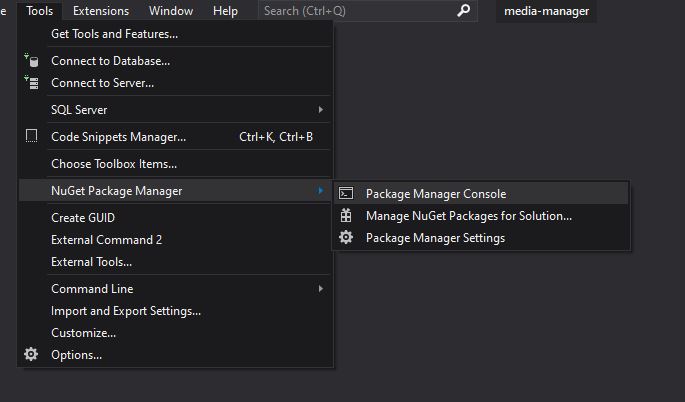 e Tools Extensions Window Help Search (Ctrl+Q) media-manager
Get Tools and Features...
Connect to Database...
Connect to Server...
SQL Server
Code Snippets Manager... Ctrl+K, Ctrl+B
Choose Toolbox Items...
NuGet Package Manager
Package Manager Console
Manage NuGet Packages for Solution...
Package Manager Settings
Create GUID
External Command 2
External Tools...
Command Line
Import and Export Settings...
Customize...
Options...